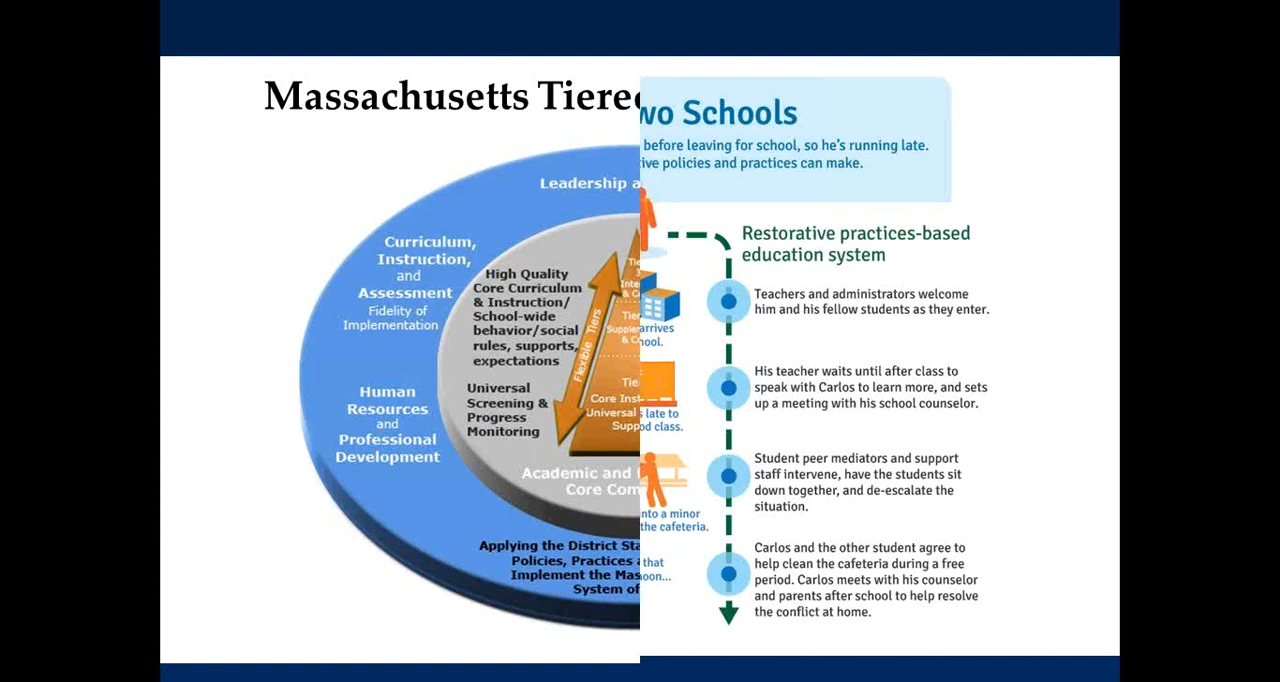 Massachusetts Tiere
Leadership
Curriculum,
Instruction,
and
Assessment
Fidelity of
Implementation
Human
Resources
and
Professional
Development
High Quality
Core Curriculum
& Instruction/
School-wide
behavior/social
rules, supports,
expectations
Universal
Screening &
Progress
Monitoring
Flexible Tiers
Tie
3
Inte
& C
Tie
Supple
& C
Tie
Core Inst
Universal
Supp
Academic and
Core Com
Applying the District Sta
Policies, Practices
Implement the Mas
System of
wo Schools
before leaving for school, so he's running late.
ive policies and practices can make.
Restorative practices-based
education system
arrives
ool.
Teachers and administrators welcome
him and his fellow students as they enter.
late to
od class.
His teacher waits until after class to
speak with Carlos to learn more, and sets
up a meeting with his school counselor.
nto a minor
the cafeteria.
Student peer mediators and support
staff intervene, have the students sit
down together, and de-escalate the
situation.
that
oon...
Carlos and the other student agree to
help clean the cafeteria during a free
period. Carlos meets with his counselor
and parents after school to help resolve
the conflict at home.